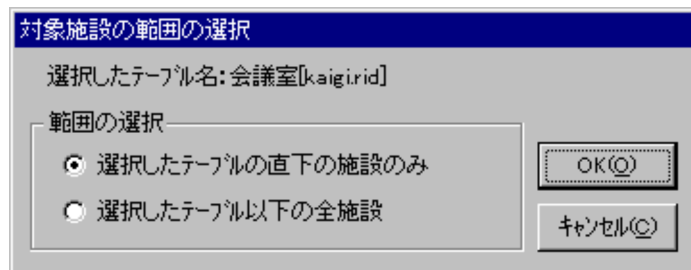 対象施設の範囲の選択
選択したﾃｰﾌﾞﾙ名:会議室[kaigi.rid]
範囲の選択
選択したﾃｰﾌﾞﾙの直下の施設のみ
選択したﾃｰﾌﾞﾙ以下の全施設
OK(O)
ｷｬﾝｾﾙ(C)